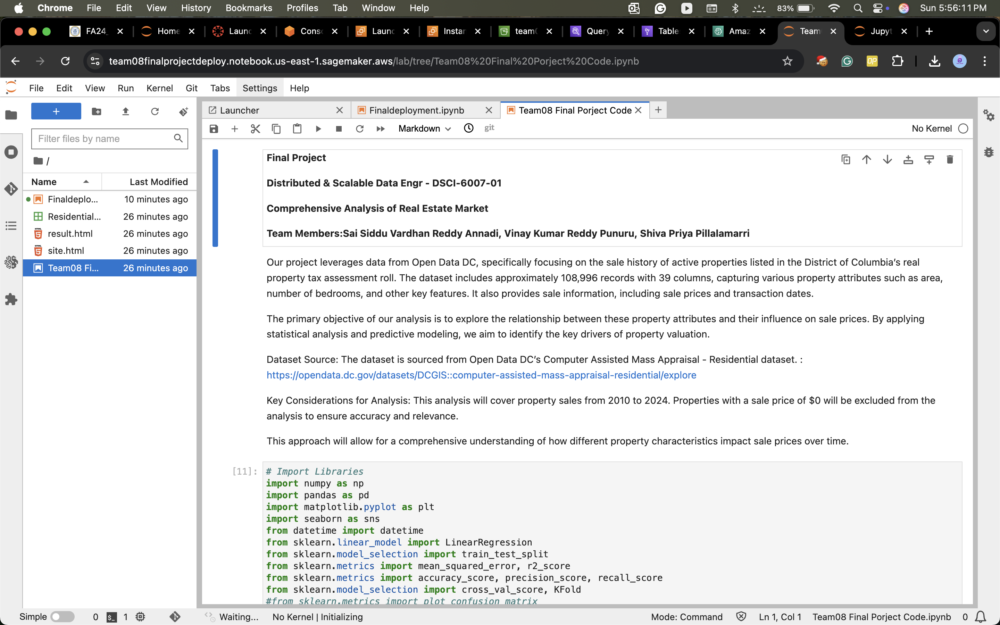 Chrome File Edit View History Bookmarks Profiles Tab Window Help 83% Sun 5:56:11 PM
FA24_ Home Launc Conso Launc Instan team0 Query Table Amaz Team Jupyt
team08finalprojectdeploy.notebook.us-east-1.sagemaker.aws/lab/tree/Team08%20Final%20Porject%20Code.ipynb
File Edit View Run Kernel Git Tabs Settings Help
Launcher Finaldeployment.ipynb Team08 Final Porject Code
Markdown git No Kernel
Filter files by name
/
Name Last Modified
Finaldeplo... 10 minutes ago
Residential... 26 minutes ago
result.html 26 minutes ago
site.html 26 minutes ago
Team08 Fi... 26 minutes ago
Final Project
Distributed & Scalable Data Engr - DSCI-6007-01
Comprehensive Analysis of Real Estate Market
Team Members:Sai Siddu Vardhan Reddy Annadi, Vinay Kumar Reddy Punuru, Shiva Priya Pillalamarri
Our project leverages data from Open Data DC, specifically focusing on the sale history of active properties listed in the District of Columbia’s real
property tax assessment roll. The dataset includes approximately 108,996 records with 39 columns, capturing various property attributes such as area,
number of bedrooms, and other key features. It also provides sale information, including sale prices and transaction dates.
The primary objective of our analysis is to explore the relationship between these property attributes and their influence on sale prices. By applying
statistical analysis and predictive modeling, we aim to identify the key drivers of property valuation.
Dataset Source: The dataset is sourced from Open Data DC’s Computer Assisted Mass Appraisal - Residential dataset. :
https://opendata.dc.gov/datasets/DCGIS::computer-assisted-mass-appraisal-residential/explore
Key Considerations for Analysis: This analysis will cover property sales from 2010 to 2024. Properties with a sale price of $0 will be excluded from the
analysis to ensure accuracy and relevance.
This approach will allow for a comprehensive understanding of how different property characteristics impact sale prices over time.
[11]: # Import Libraries
import numpy as np
import pandas as pd
import matplotlib.pyplot as plt
import seaborn as sns
from datetime import datetime
from sklearn.linear_model import LinearRegression
from sklearn.model_selection import train_test_split
from sklearn.metrics import mean_squared_error, r2_score
from sklearn.metrics import accuracy_score, precision_score, recall_score
from sklearn.model_selection import cross_val_score, KFold
#from sklearn.metrics import plot_confusion_matrix
Simple 0 $_ 1 Waiting... No Kernel | Initializing Mode: Command Ln 1, Col 1 Team08 Final Porject Code.ipynb 0